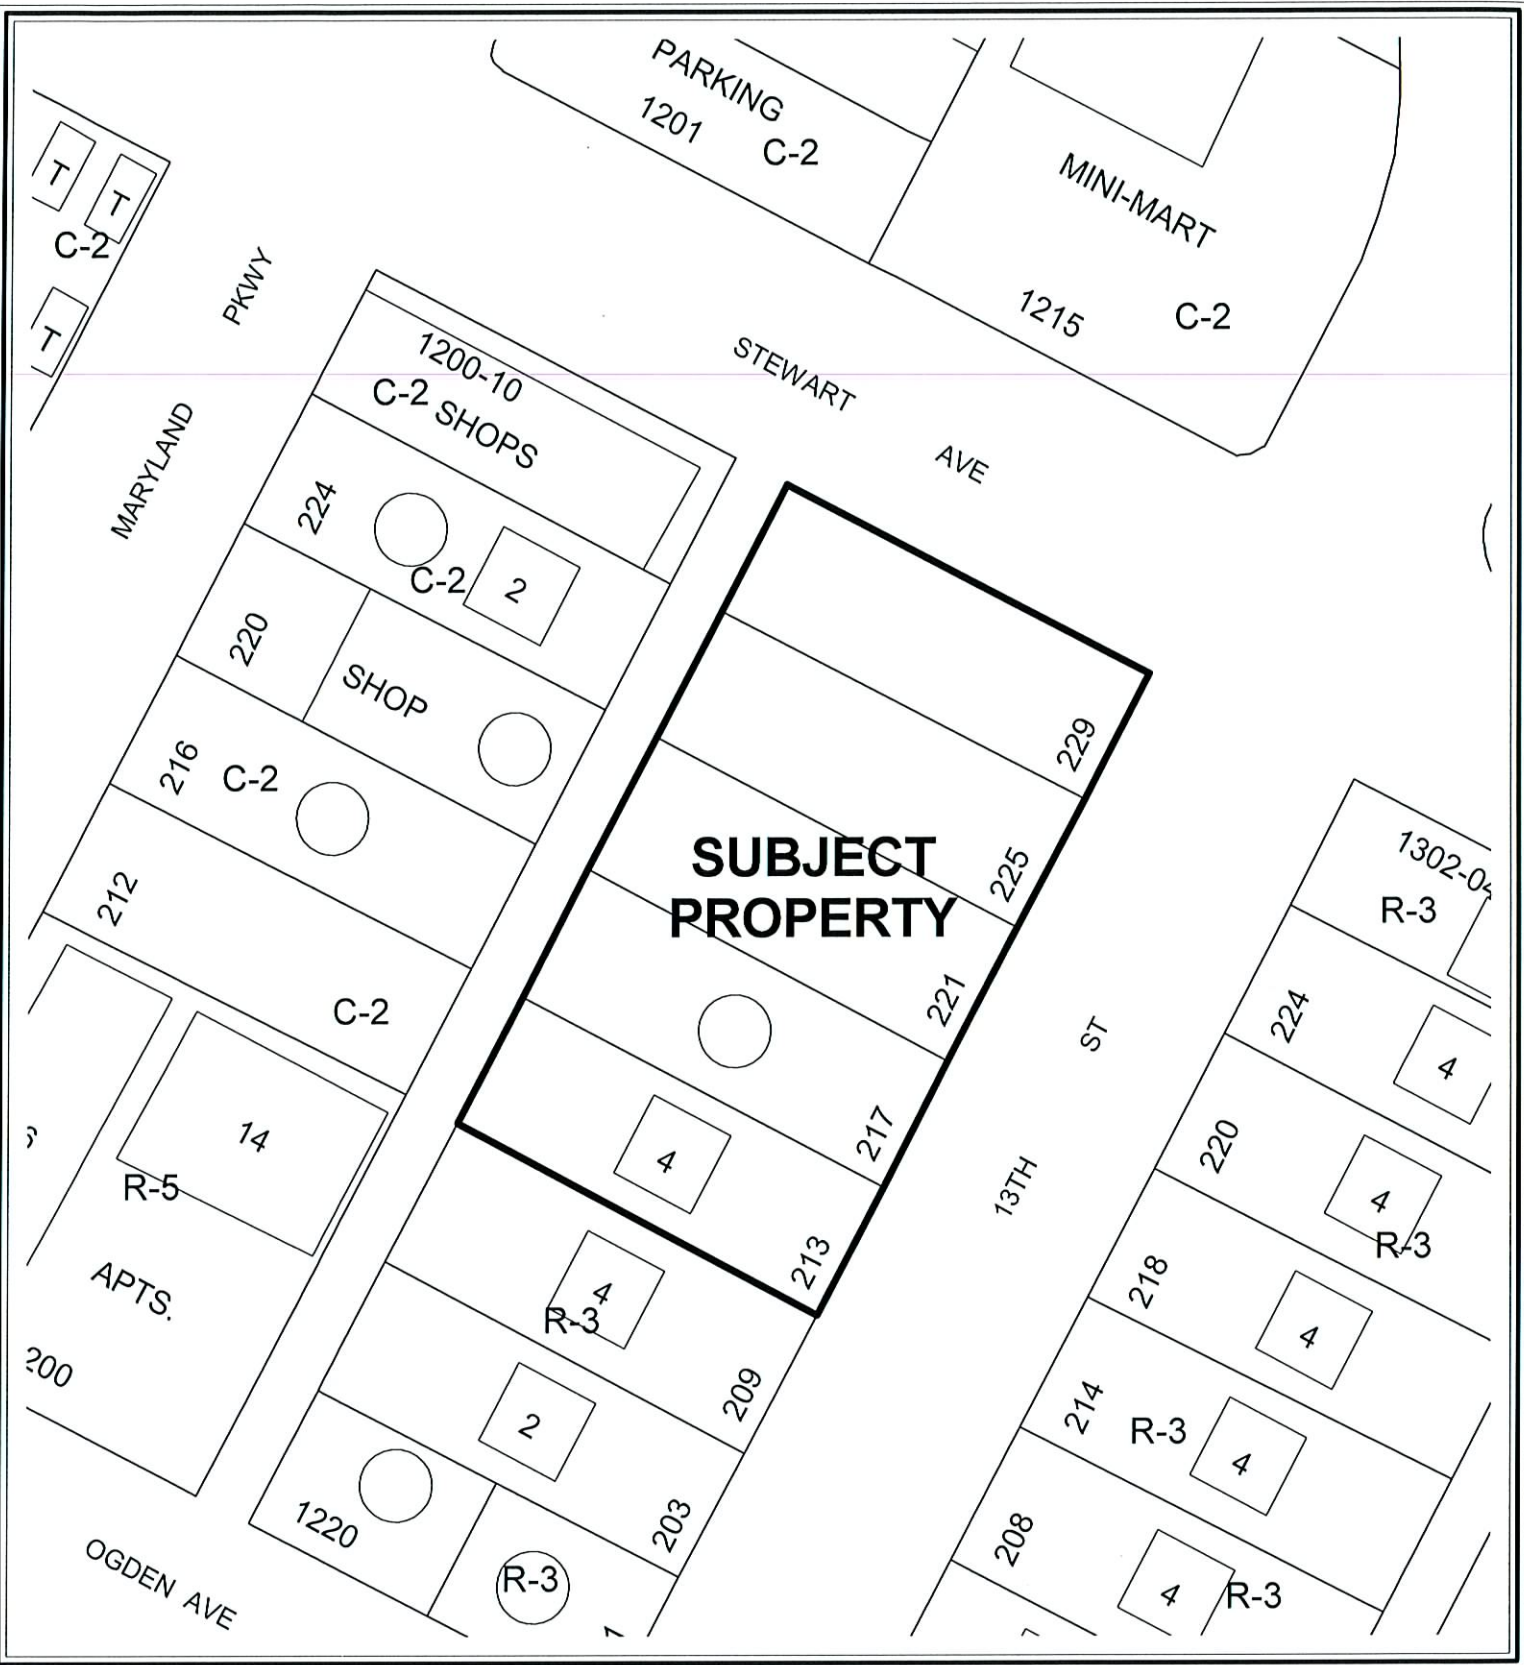 PARKING
1201
C-2
MINI-MART
1215
C-2
T
T
C-2
T
PKWY
MARYLAND
STEWART
AVE
1200-10
C-2 SHOPS
224
C-2
2
220
SHOP
216
C-2
212
C-2
14
R-5
APTS.
200
OGDEN AVE
SUBJECT
PROPERTY
229
225
221
217
4
213
4
R-3
209
2
203
1220
R-3
1
ST
13TH
1302-04
R-3
224
4
220
4
R-3
218
4
214
R-3
4
208
4
R-3